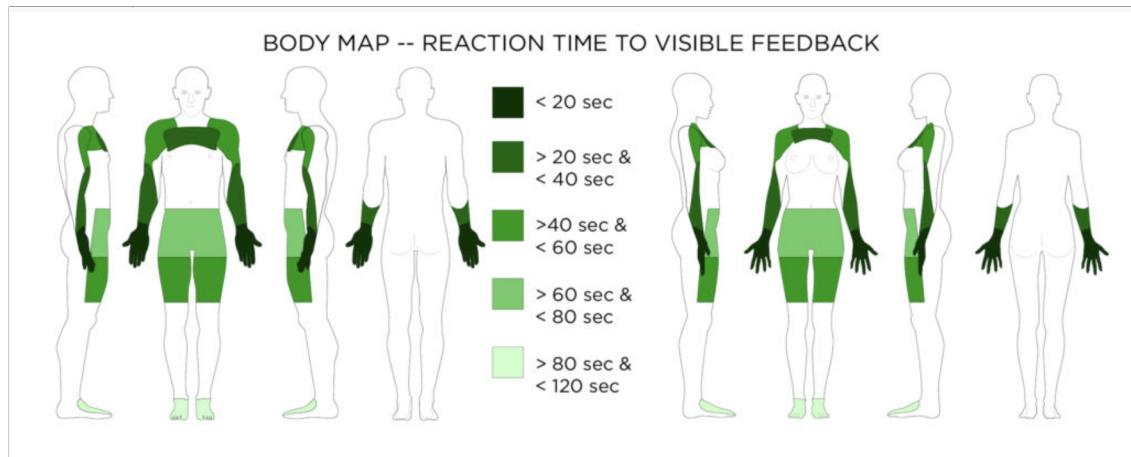 BODY MAP -- REACTION TIME TO VISIBLE FEEDBACK
< 20 sec
> 20 sec &
< 40 sec
>40 sec &
< 60 sec
> 60 sec &
< 80 sec
> 80 sec &
< 120 sec